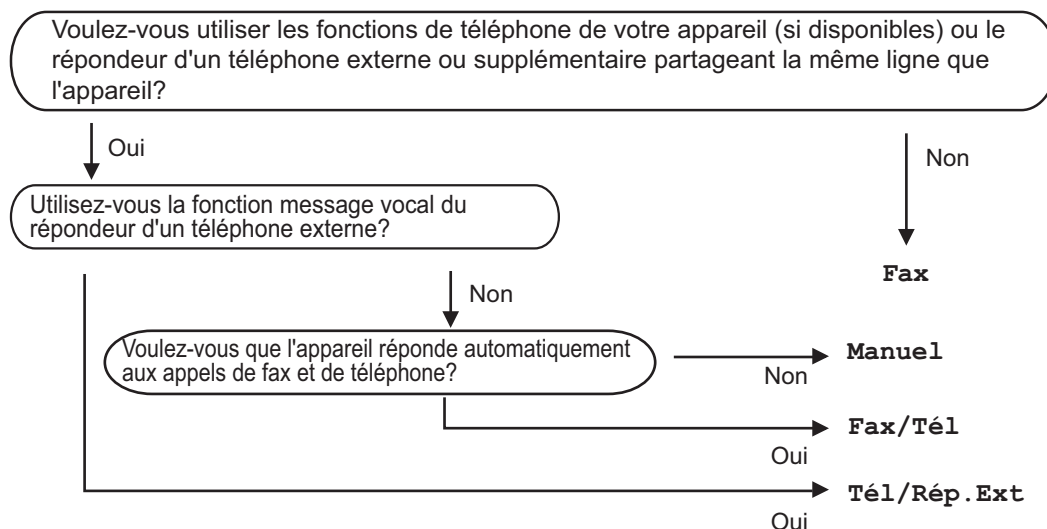 Voulez-vous utiliser les fonctions de téléphone de votre appareil (si disponibles) ou le
répondeur d'un téléphone externe ou supplémentaire partageant la même ligne que
l'appareil?
Oui
Non
Utilisez-vous la fonction message vocal du
répondeur d'un téléphone externe?
Fax
Non
Voulez-vous que l'appareil réponde automatiquement
aux appels de fax et de téléphone?
Manuel
Non
Fax/Tél
Oui
Tél/Rép.Ext
Oui